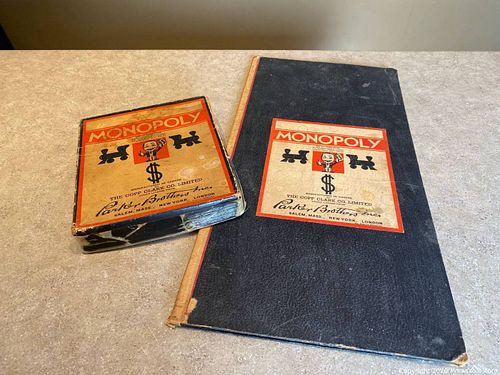 MONOPOLY
$
THE COPP CLARK CO. LIMITED
Parker Brothers Inc
SALEM, MASS., NEW YORK, LONDON
MONOPOLY
$
THE COPP CLARK CO. LIMITED
Parker Brothers Inc
SALEM, MASS., NEW YORK, LONDON